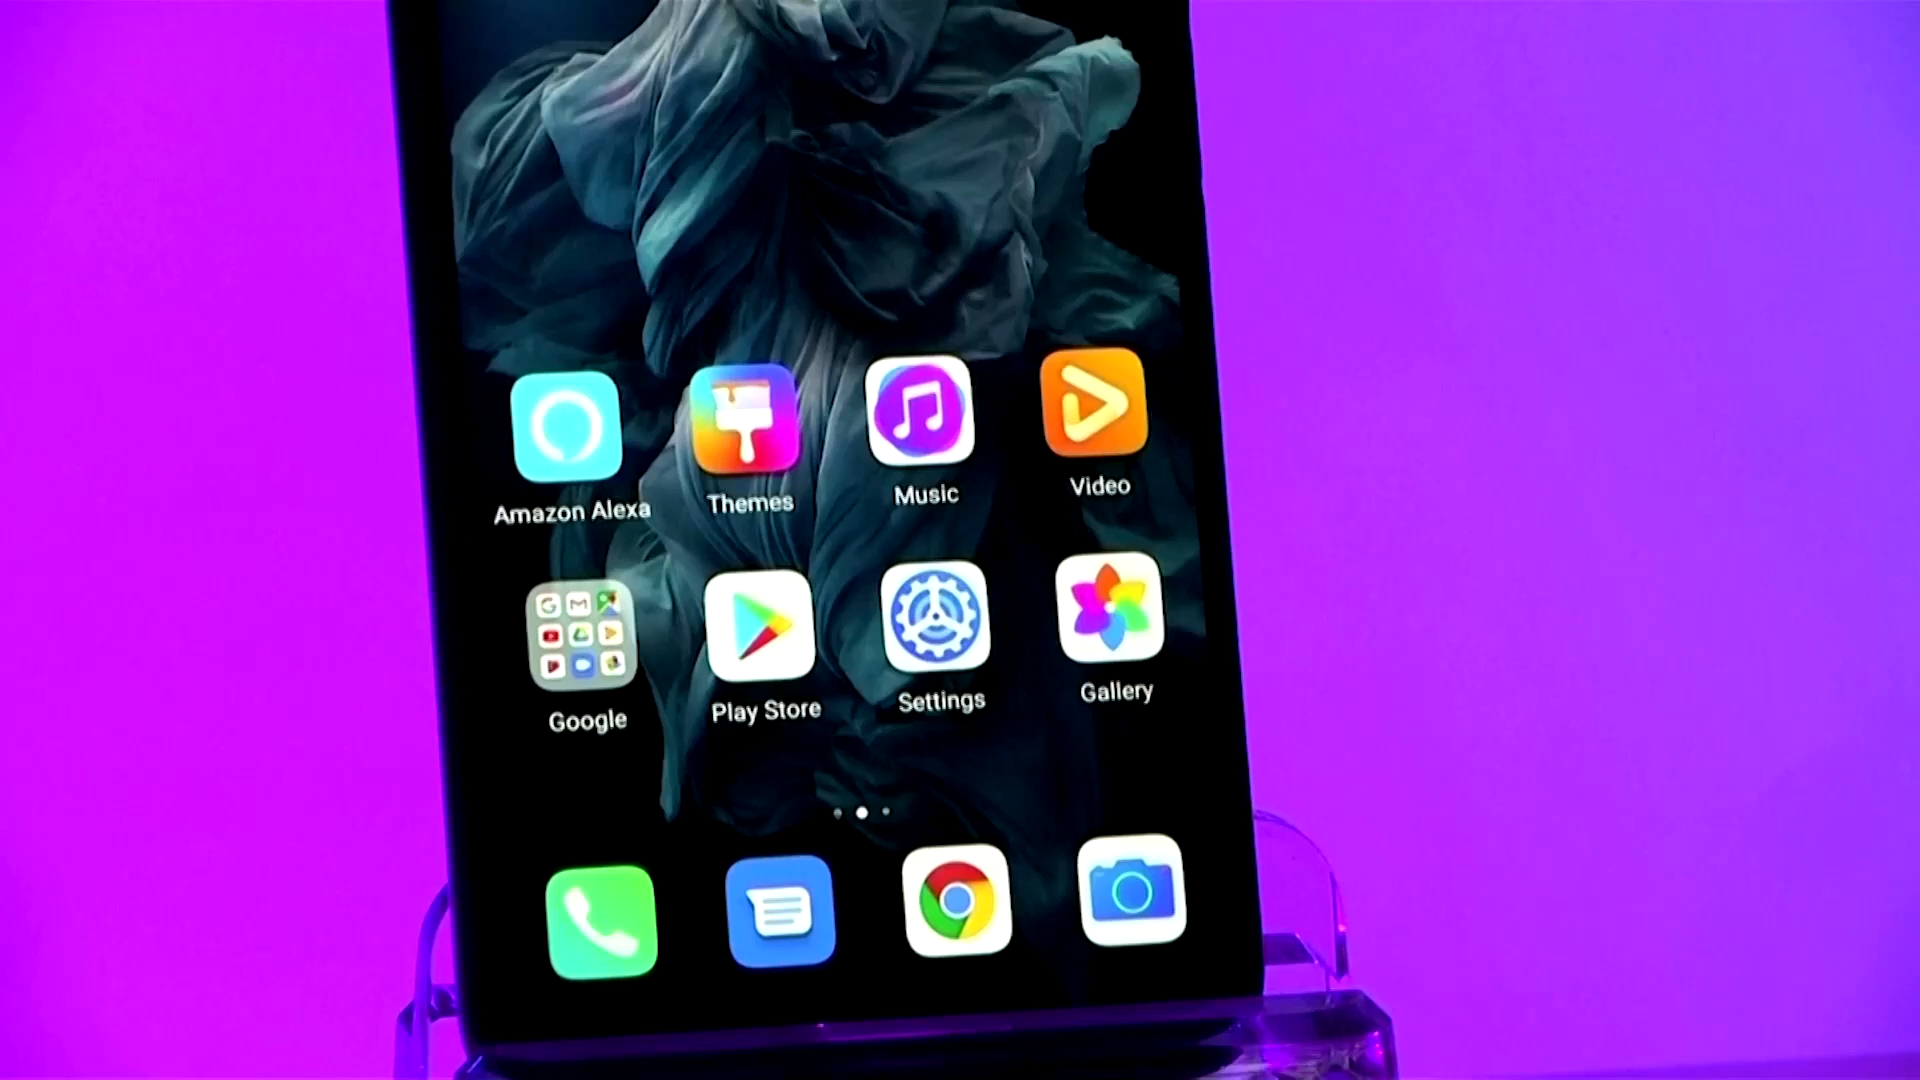 Amazon Alexa
Themes
Music
Video
Google
Play Store
Settings
Gallery